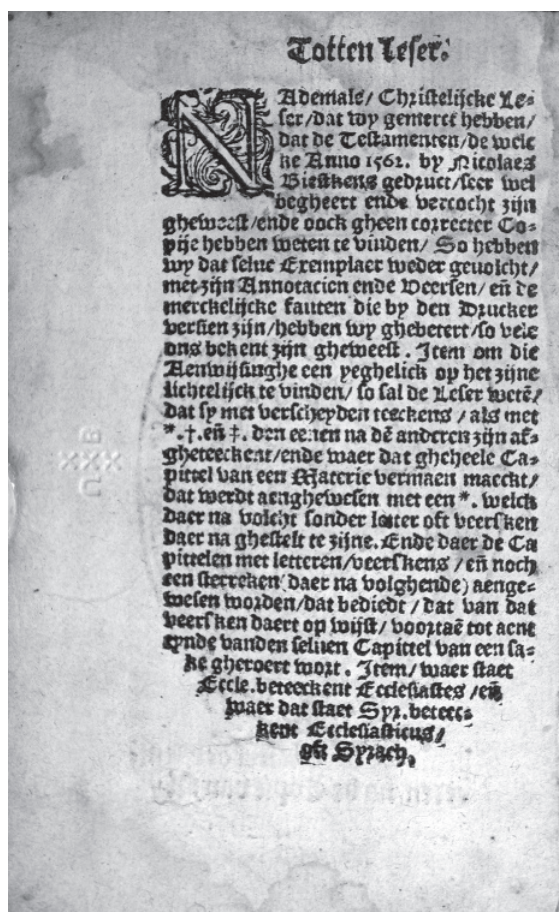 Totten Leser.
NAdemale/ Christelijcke Le-
ser/dat wy gemerct hebben/
dat de Testamenten/de welc
ke Anno 1562. by Nicolaes
Biestkens gedruct/seer wel
begheert ende vercocht zijn
gheweest/ende oock gheen correcter Co-
pije hebben weten te vinden/ So hebben
wy dat selue Exemplaer weder geuolcht/
met zijn Annotacien ende Veersen/ eñ de
merckelijcke fauten die by den Drucker
versien zijn/hebben wy ghebetert/so vele
ons bekent zijn gheweest. Item om die
Aenwijsinghe een yeghelick op het zijne
lichtelijck te vinden/ so sal de Leser wetē/
dat sy met verscheyden teeckens/ als met
*.†.eñ ‡. den eenen na dē anderen zijn af-
gheteeckent/ende waer dat gheheele Ca-
pittel van een Materie vermaen maeckt/
dat werdt aenghewesen met een *. welck
daer na volcht sonder letter oft veersken
daer na ghestelt te zijne. Ende daer de Ca
pittelen met letteren/veerskens/ eñ noch
een sterreken(daer na volghende) aenge-
wesen worden/dat bediedt/ dat van dat
veersken daert op wijst/ voortaē tot aent
eynde vanden seluen Capittel van een sa-
ke gheroert wort. Item/ waer staet
Eccle.beteeckent Ecclesiastes/eñ
waer dat staet Syr.beteec-
kent Ecclesiasticus/
oft Syrach.
B
XXX